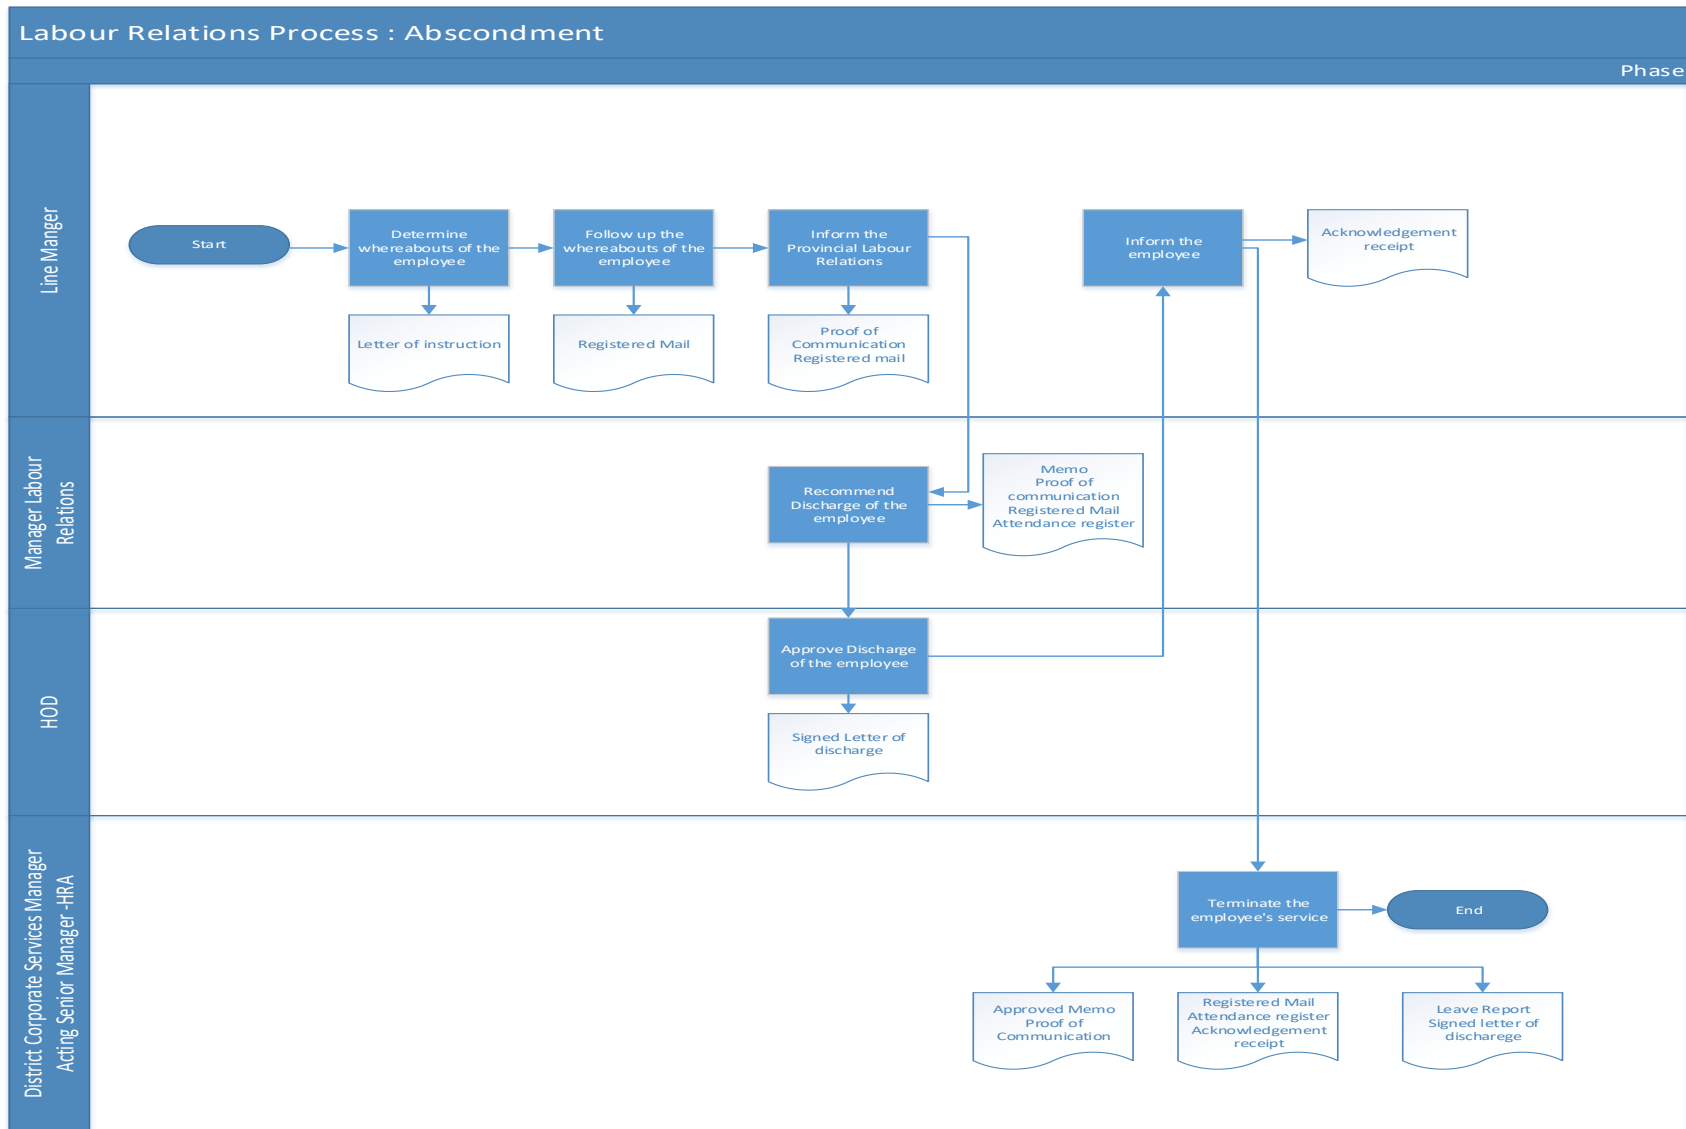 Labour Relations Process : Abscondment
Phase
Line Manger
Start
Determine
whereabouts of the
employee
Follow up the
whereabouts of the
employee
Inform the
Provincial Labour
Relations
Inform the
employee
Acknowledgement
receipt
Letter of instruction
Registered Mail
Proof of
Communication
Registered mail
Manager Labour
Relations
Recommend
Discharge of the
employee
Memo
Proof of
communication
Registered Mail
Attendance register
HOD
Approve Discharge
of the employee
Signed Letter of
discharge
District Corporate Services Manager
Acting Senior Manager -HRA
Terminate the
employee's service
End
Approved Memo
Proof of
Communication
Registered Mail
Attendance register
Acknowledgement
receipt
Leave Report
Signed letter of
discharege